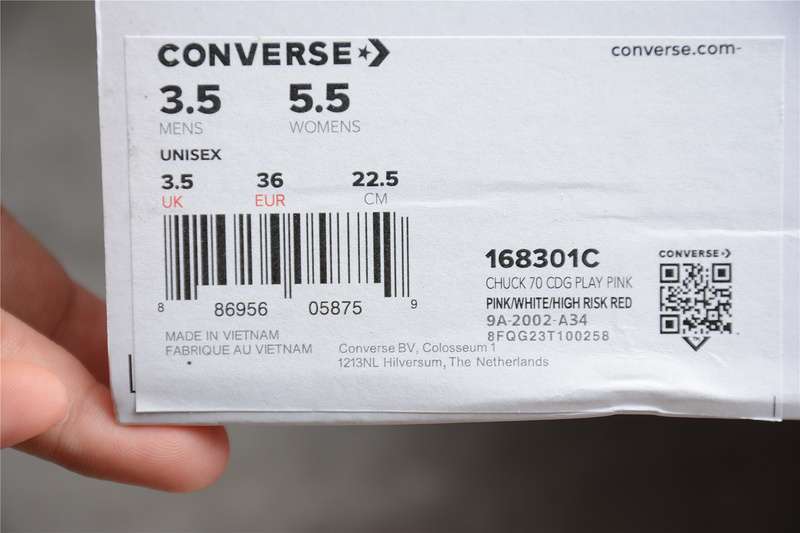 CONVERSE
converse.com-
3.5 5.5
MENS WOMENS
UNISEX
3.5 36 22.5
UK EUR CM
8 86956 05875 9
MADE IN VIETNAM
FABRIQUE AU VIETNAM
Converse BV, Colosseum 1
1213NL Hilversum, The Netherlands
168301C
CHUCK 70 CDG PLAY PINK
PINK/WHITE/HIGH RISK RED
9A-2002-A34
8FQG23T100258
CONVERSE